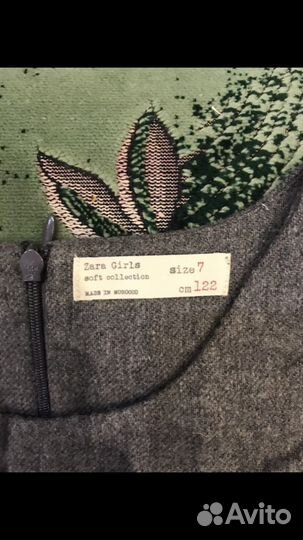 Zara Girls size 7
soft collection
MADE IN MOROCCO cm 122
Avito